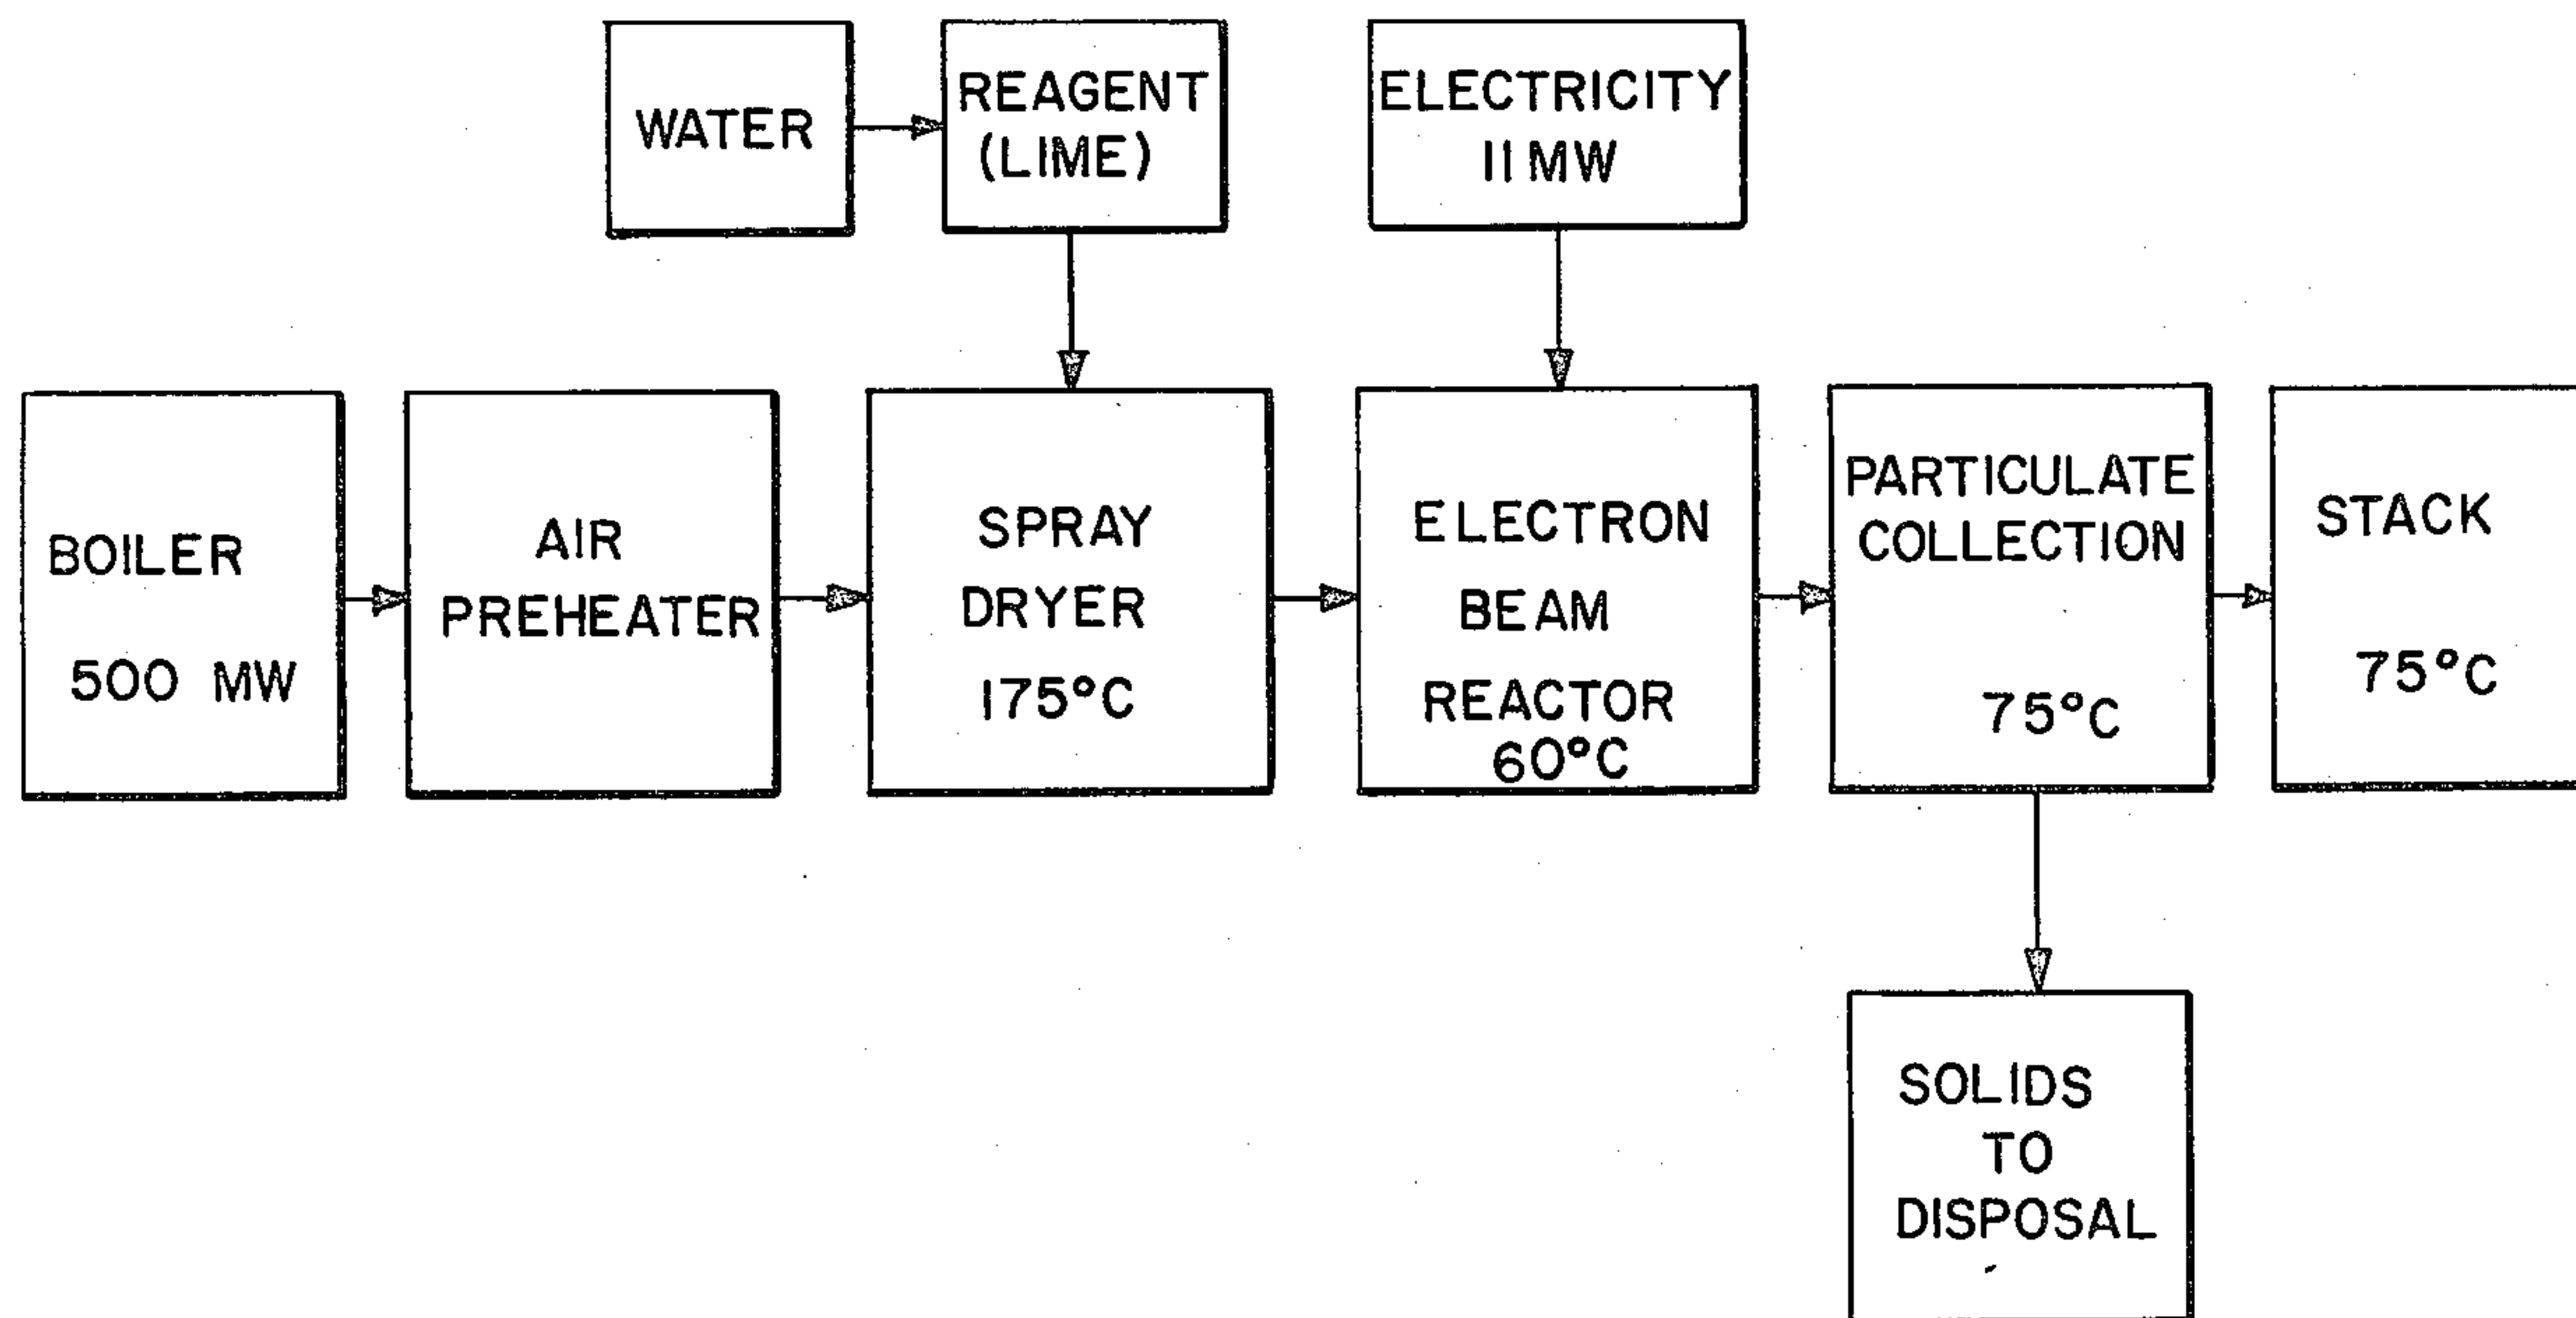 WATER
REAGENT
(LIME)
ELECTRICITY
11 MW
BOILER
500 MW
AIR
PREHEATER
SPRAY
DRYER
175°C
ELECTRON
BEAM
REACTOR
60°C
PARTICULATE
COLLECTION
75°C
STACK
75°C
SOLIDS
TO
DISPOSAL